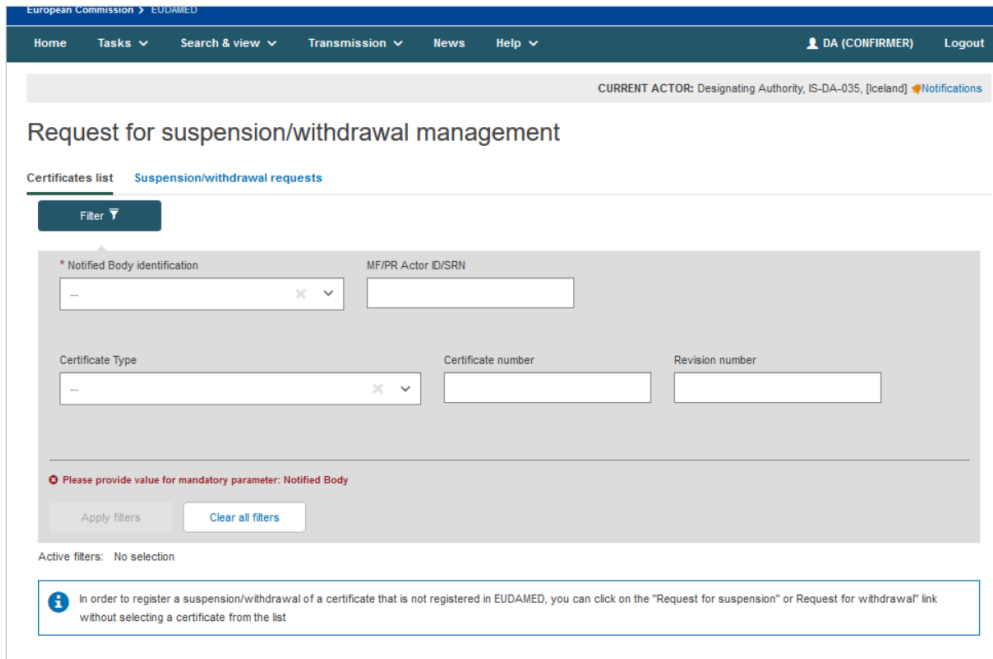 European Commission > EUDAMED
Home Tasks Search & view Transmission News Help DA (CONFIRMER) Logout
CURRENT ACTOR: Designating Authority, IS-DA-035, [Iceland] Notifications
Request for suspension/withdrawal management
Certificates list Suspension/withdrawal requests
Filter
* Notified Body identification MF/PR Actor ID/SRN
--
Certificate Type Certificate number Revision number
--
Please provide value for mandatory parameter: Notified Body
Apply filters Clear all filters
Active filters: No selection
In order to register a suspension/withdrawal of a certificate that is not registered in EUDAMED, you can click on the "Request for suspension" or Request for withdrawal" link
without selecting a certificate from the list